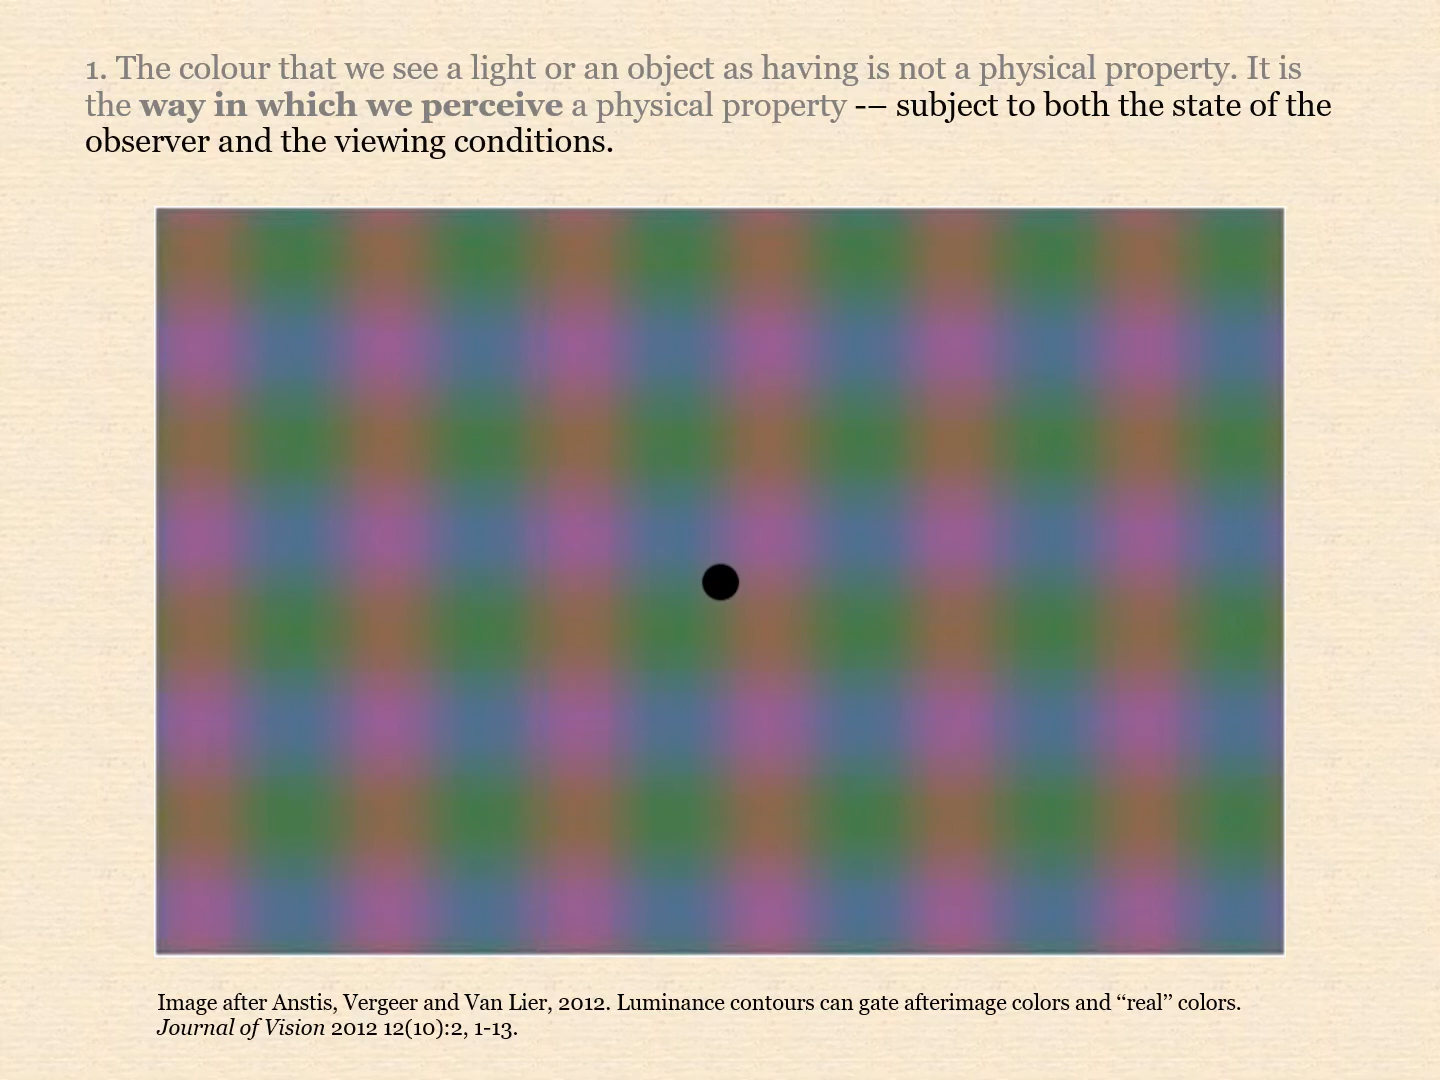 1. The colour that we see a light or an object as having is not a physical property. It is
the way in which we perceive a physical property -– subject to both the state of the
observer and the viewing conditions.
Image after Anstis, Vergeer and Van Lier, 2012. Luminance contours can gate afterimage colors and “real” colors.
Journal of Vision 2012 12(10):2, 1-13.